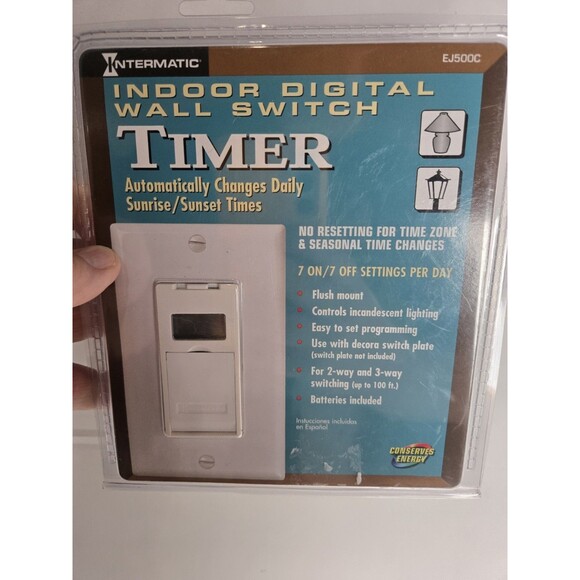 INTERMATIC®
EJ500C
INDOOR DIGITAL
WALL SWITCH
TIMER
Automatically Changes Daily
Sunrise/Sunset Times
NO RESETTING FOR TIME ZONE
& SEASONAL TIME CHANGES
7 ON/7 OFF SETTINGS PER DAY
• Flush mount
• Controls incandescent lighting
• Easy to set programming
• Use with decora switch plate
(switch plate not included)
• For 2-way and 3-way
switching (up to 100 ft.)
• Batteries included
Instucciones incluidas
en Español
CONSERVES
ENERGY